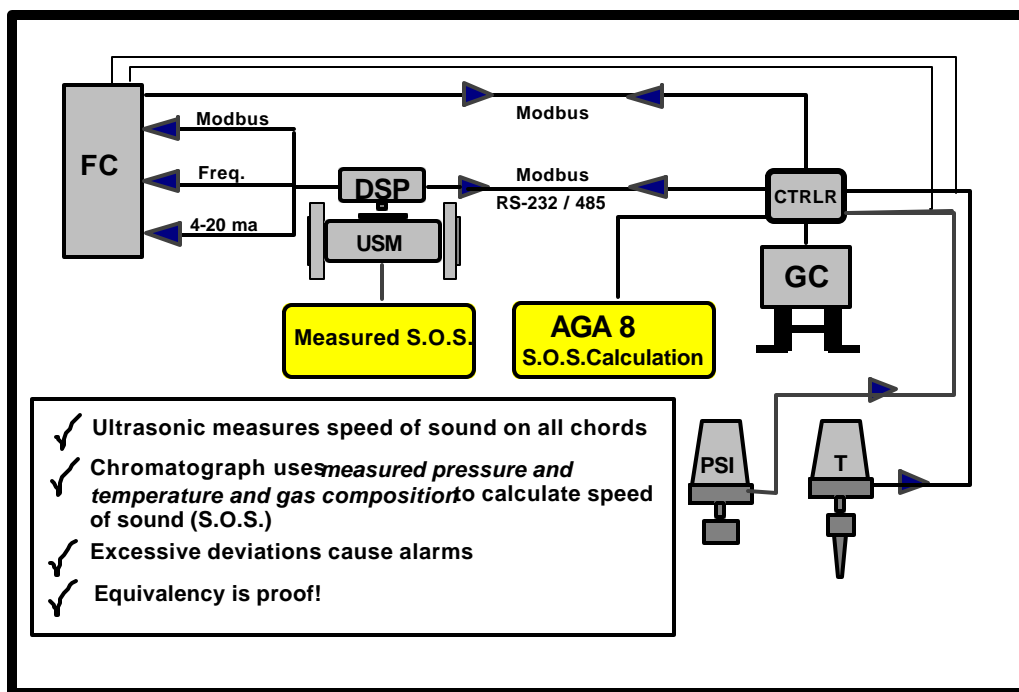 Modbus
Modbus
FC
Freq.
4-20 ma
DSP
USM
Modbus
RS-232 / 485
CTRLR
GC
Measured S.O.S.
AGA 8
S.O.S.Calculation
PSI
T
Ultrasonic measures speed of sound on all chords
Chromatograph uses measured pressure and
temperature and gas composition to calculate speed
of sound (S.O.S.)
Excessive deviations cause alarms
Equivalency is proof!